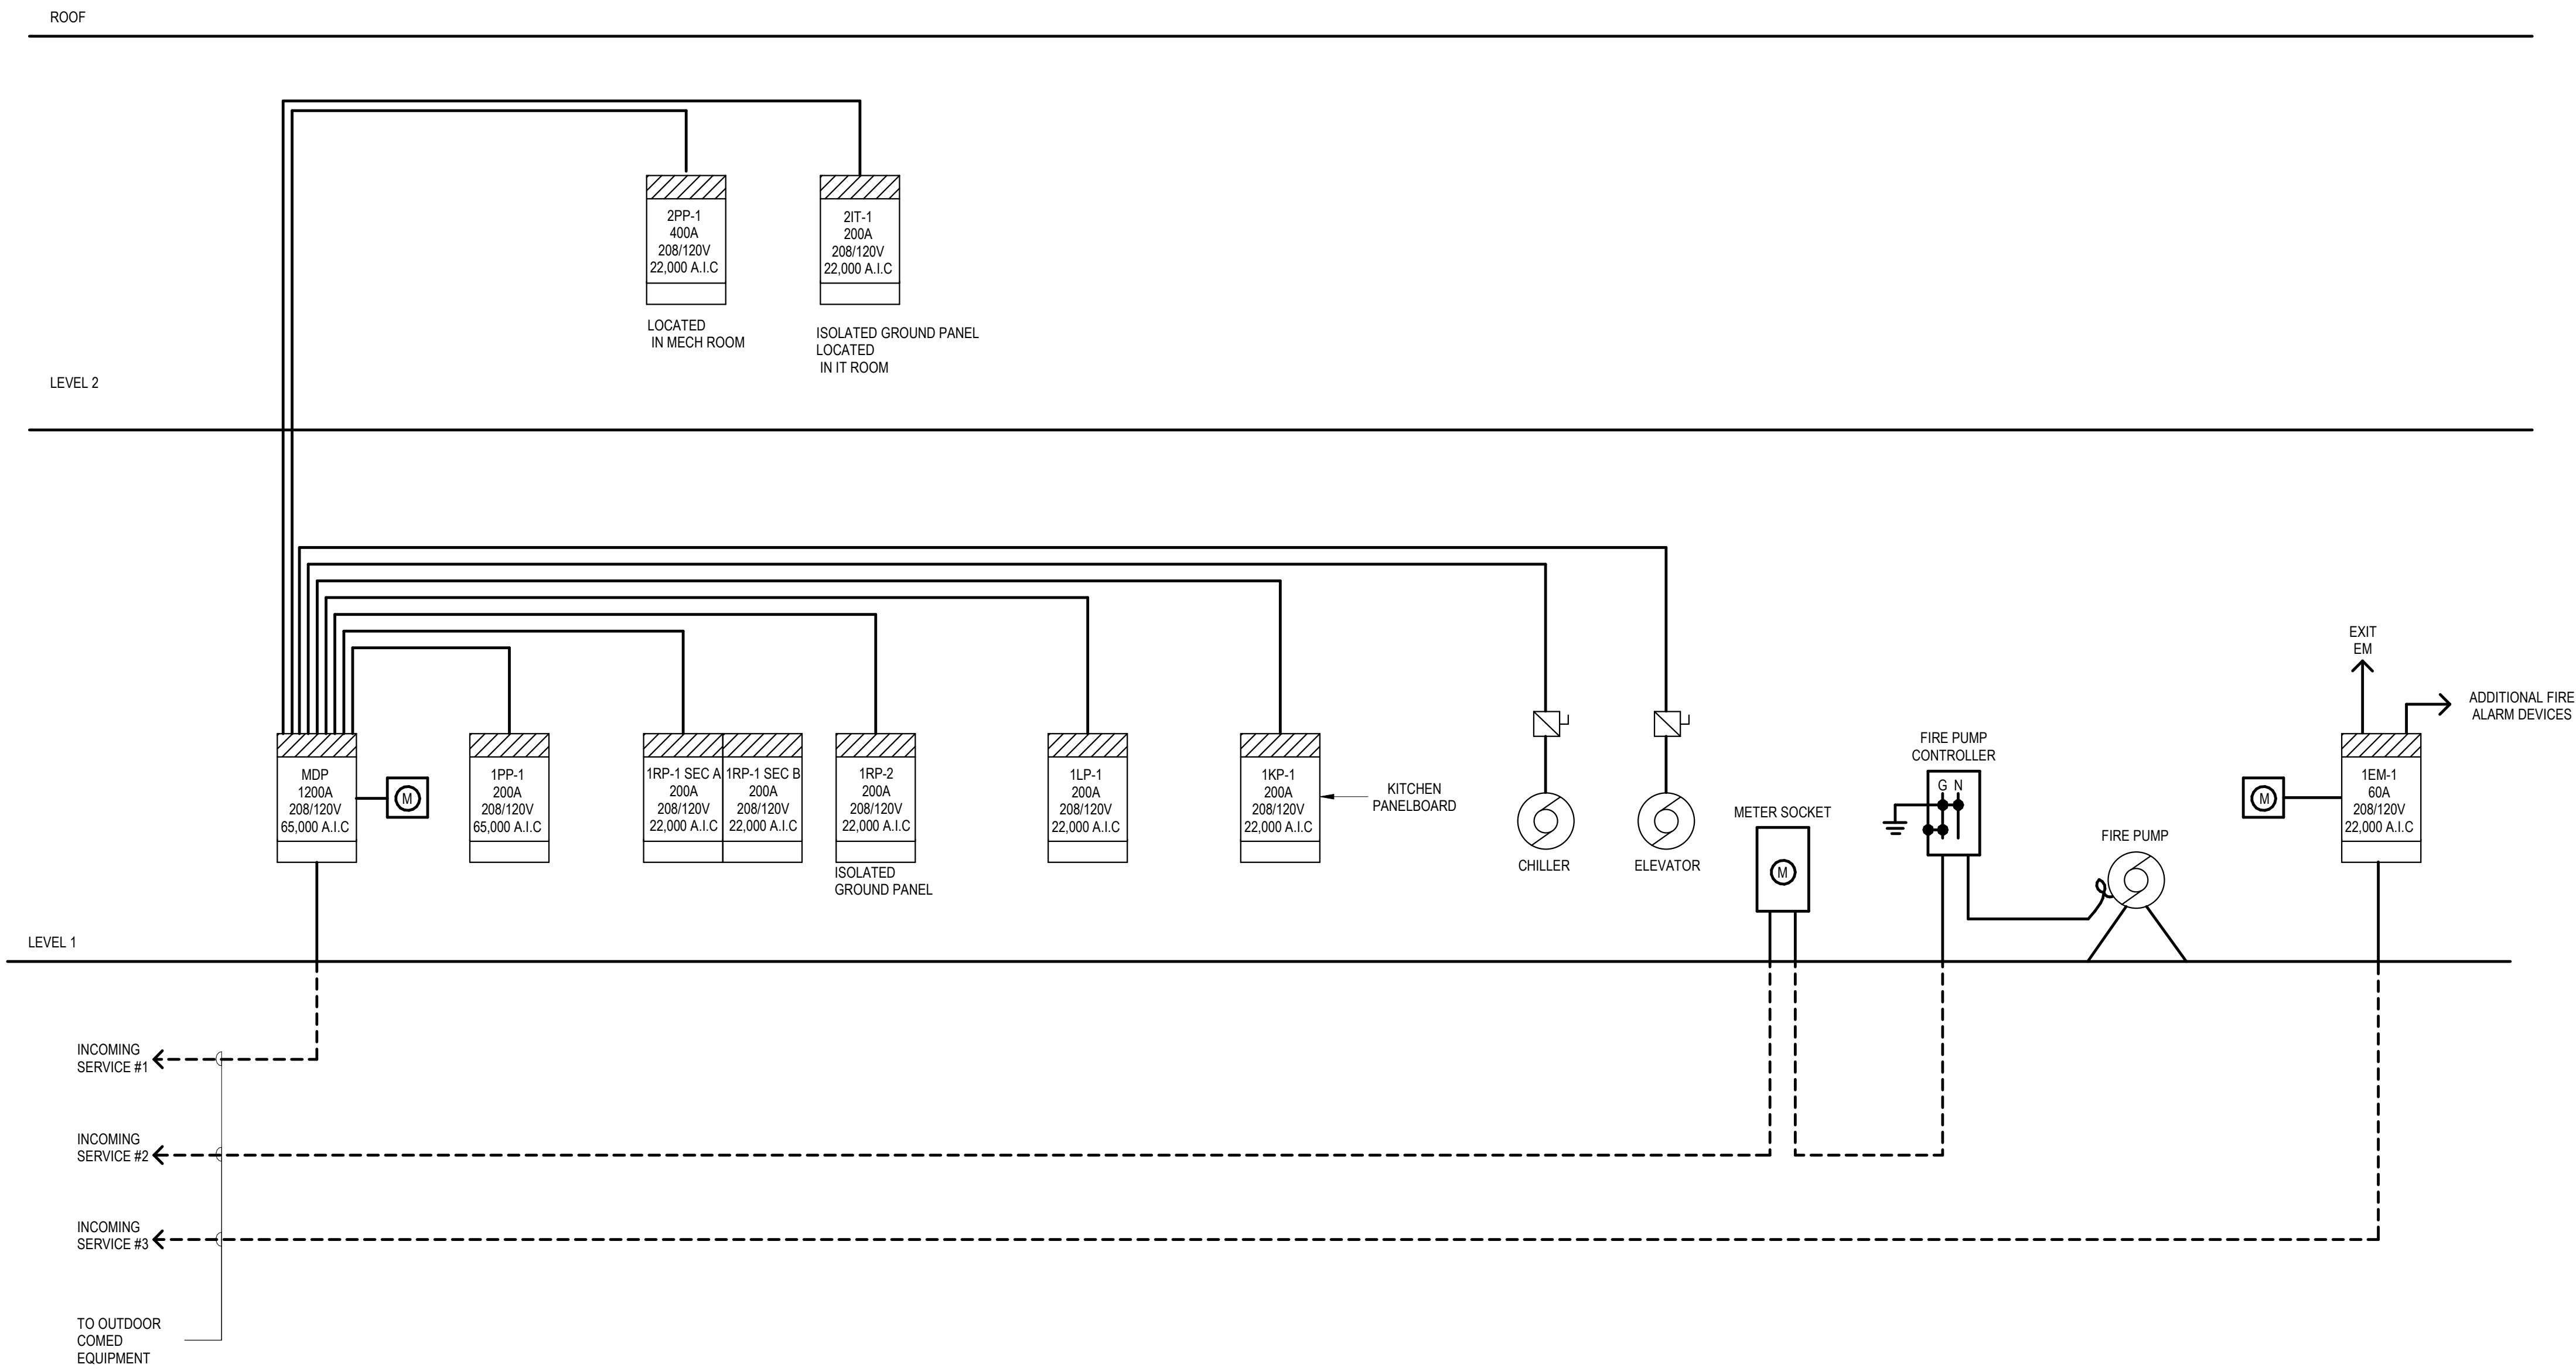 ROOF
2PP-1
400A
208/120V
22,000 A.I.C
LOCATED
IN MECH ROOM
2IT-1
200A
208/120V
22,000 A.I.C
ISOLATED GROUND PANEL
LOCATED
IN IT ROOM
LEVEL 2
MDP
1200A
208/120V
65,000 A.I.C
M
1PP-1
200A
208/120V
65,000 A.I.C
1RP-1 SEC A
200A
208/120V
22,000 A.I.C
1RP-1 SEC B
200A
208/120V
22,000 A.I.C
1RP-2
200A
208/120V
22,000 A.I.C
ISOLATED
GROUND PANEL
1LP-1
200A
208/120V
22,000 A.I.C
1KP-1
200A
208/120V
22,000 A.I.C
KITCHEN
PANELBOARD
CHILLER
ELEVATOR
METER SOCKET
M
FIRE PUMP
CONTROLLER
G N
FIRE PUMP
M
EXIT
EM
ADDITIONAL FIRE
ALARM DEVICES
1EM-1
60A
208/120V
22,000 A.I.C
LEVEL 1
INCOMING
SERVICE #1
INCOMING
SERVICE #2
INCOMING
SERVICE #3
TO OUTDOOR
COMED
EQUIPMENT